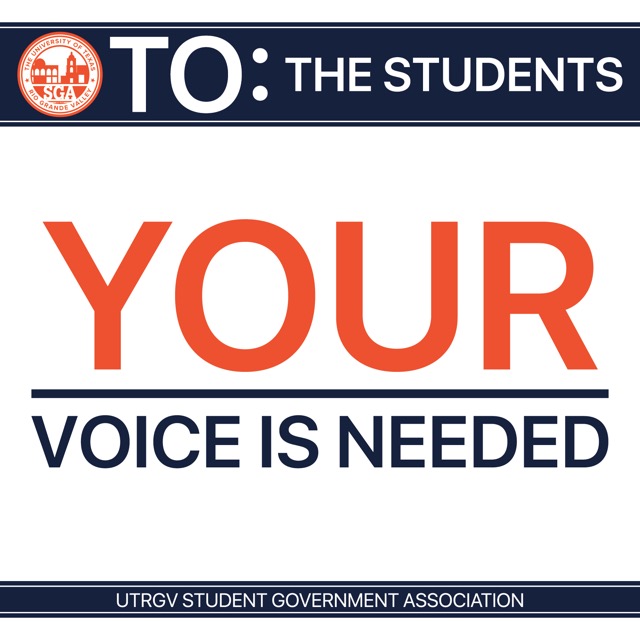 THE UNIVERSITY OF TEXAS
SGA
RIO GRANDE VALLEY
TO: THE STUDENTS
YOUR
VOICE IS NEEDED
UTRGV STUDENT GOVERNMENT ASSOCIATION